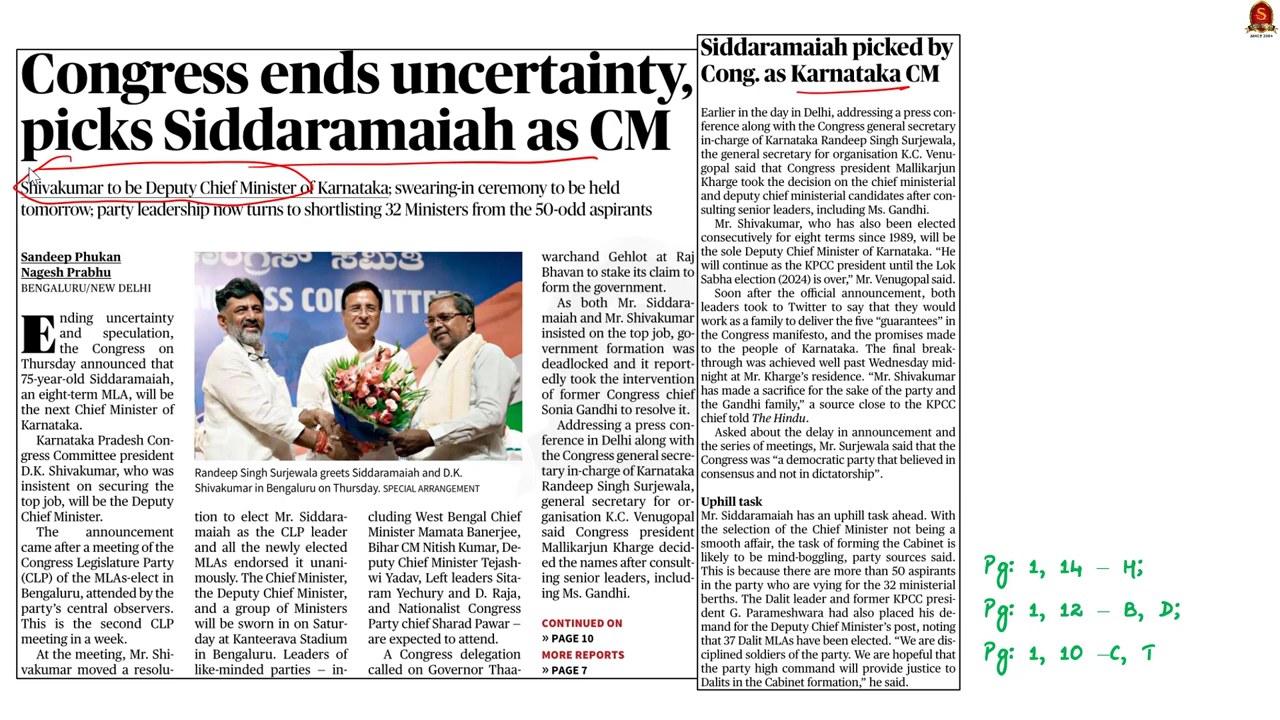 Congress ends uncertainty,
picks Siddaramaiah as CM
Shivakumar to be Deputy Chief Minister of Karnataka; swearing-in ceremony to be held
tomorrow; party leadership now turns to shortlisting 32 Ministers from the 50-odd aspirants
Sandeep Phukan
Nagesh Prabhu
BENGALURU/NEW DELHI
Ending uncertainty
and speculation,
the Congress on
Thursday announced that
75-year-old Siddaramaiah,
an eight-term MLA, will be
the next Chief Minister of
Karnataka.
Karnataka Pradesh Con-
gress Committee president
D.K. Shivakumar, who was
insistent on securing the
top job, will be the Deputy
Chief Minister.
The announcement
came after a meeting of the
Congress Legislature Party
(CLP) of the MLAs-elect in
Bengaluru, attended by the
party's central observers.
This is the second CLP
meeting in a week.
At the meeting, Mr. Shi-
vakumar moved a resolu-
ESS COMMITTEE
Randeep Singh Surjewala greets Siddaramaiah and D.K.
Shivakumar in Bengaluru on Thursday. SPECIAL ARRANGEMENT
tion to elect Mr. Siddara-
maiah as the CLP leader
and all the newly elected
MLAs endorsed it unani-
mously. The Chief Minister,
the Deputy Chief Minister,
and a group of Ministers
will be sworn in on Satur-
day at Kanteerava Stadium
in Bengaluru. Leaders of
like-minded parties – in-
cluding West Bengal Chief
Minister Mamata Banerjee,
Bihar CM Nitish Kumar, De-
puty Chief Minister Tejash-
wi Yadav, Left leaders Sita-
ram Yechury and D. Raja,
and Nationalist Congress
Party chief Sharad Pawar –
are expected to attend.
A Congress delegation
called on Governor Thaa-
warchand Gehlot at Raj
Bhavan to stake its claim to
form the government.
As both Mr. Siddara-
maiah and Mr. Shivakumar
insisted on the top job, go-
vernment formation was
deadlocked and it report-
edly took the intervention
of former Congress chief
Sonia Gandhi to resolve it.
Addressing a press con-
ference in Delhi along with
the Congress general secre-
tary in-charge of Karnataka
Randeep Singh Surjewala,
general secretary for or-
ganisation K.C. Venugopal
said Congress president
Mallikarjun Kharge decid-
ed the names after consult-
ing senior leaders, includ-
ing Ms. Gandhi.
CONTINUED ON
» PAGE 10
MORE REPORTS
» PAGE 7
Siddaramaiah picked by
Cong. as Karnataka CM
Earlier in the day in Delhi, addressing a press con-
ference along with the Congress general secretary
in-charge of Karnataka Randeep Singh Surjewala,
the general secretary for organisation K.C. Venu-
gopal said that Congress president Mallikarjun
Kharge took the decision on the chief ministerial
and deputy chief ministerial candidates after con-
sulting senior leaders, including Ms. Gandhi.
Mr. Shivakumar, who has also been elected
consecutively for eight terms since 1989, will be
the sole Deputy Chief Minister of Karnataka. "He
will continue as the KPCC president until the Lok
Sabha election (2024) is over," Mr. Venugopal said.
Soon after the official announcement, both
leaders took to Twitter to say that they would
work as a family to deliver the five "guarantees" in
the Congress manifesto, and the promises made
to the people of Karnataka. The final break-
through was achieved well past Wednesday mid-
night at Mr. Kharge's residence. "Mr. Shivakumar
has made a sacrifice for the sake of the party and
the Gandhi family," a source close to the KPCC
chief told The Hindu.
Asked about the delay in announcement and
the series of meetings, Mr. Surjewala said that the
Congress was "a democratic party that believed in
consensus and not in dictatorship".
Uphill task
Mr. Siddaramaiah has an uphill task ahead. With
the selection of the Chief Minister not being a
smooth affair, the task of forming the Cabinet is
likely to be mind-boggling, party sources said.
This is because there are more than 50 aspirants
in the party who are vying for the 32 ministerial
berths. The Dalit leader and former KPCC presi-
dent G. Parameshwara had also placed his de-
mand for the Deputy Chief Minister's post, noting
that 37 Dalit MLAs have been elected. "We are dis-
ciplined soldiers of the party. We are hopeful that
the party high command will provide justice to
Dalits in the Cabinet formation," he said.
Pg: 1, 14 – H;
Pg: 1, 12 – B, D;
Pg: 1, 10 – C, T
S
SINCE 2004